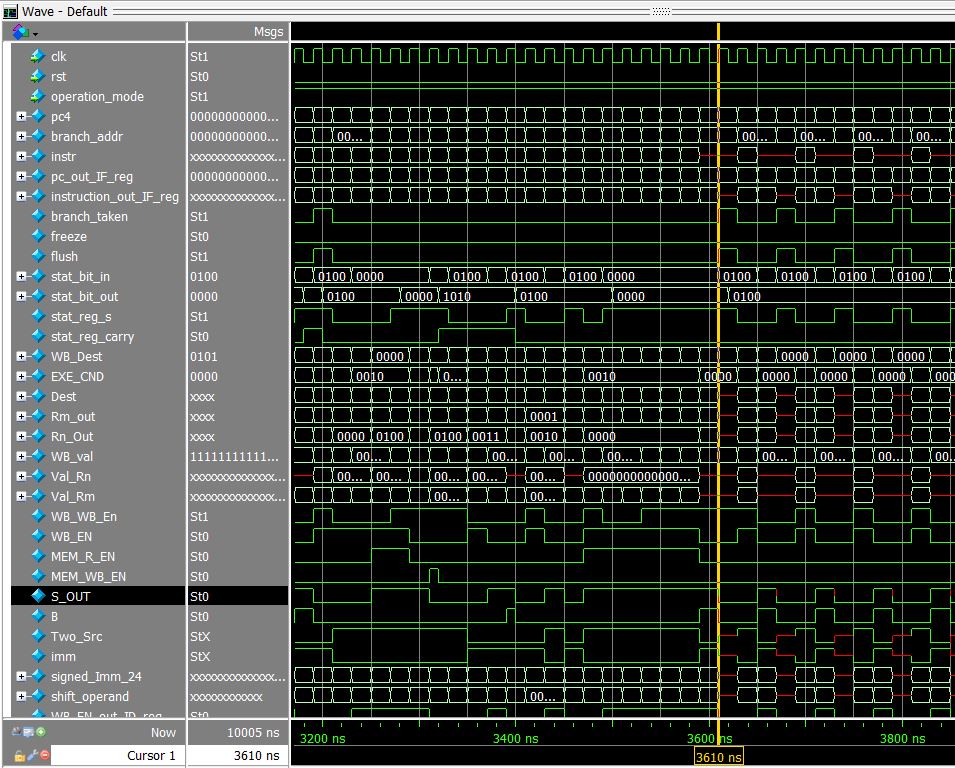 Wave - Default
Msgs
clk St1
rst St0
operation_mode St1
pc4 00000000000...
branch_addr 00000000000... 00... 00... 00... 00... 00...
instr xxxxxxxxxxxxxx...
pc_out_IF_reg 00000000000...
instruction_out_IF_reg xxxxxxxxxxxxxx...
branch_taken St1
freeze St0
flush St1
stat_bit_in 0100 0100 0000 0100 0100 0100 0000 0100 0100 0100 0100
stat_bit_out 0000 0100 0000 1010 0100 0000 0100
stat_reg_s St1
stat_reg_carry St0
WB_Dest 0101 0000 0000 0000 0000
EXE_CND 0000 0010 0... 0010 0000 0000 0000 0000 000...
Dest xxxx
Rm_out xxxx 0001
Rn_Out xxxx 0000 0100 0100 0011 0010 0000
WB_val 11111111111... 00... 00... 00... 00... 00... 00... 00... 00...
Val_Rn xxxxxxxxxxxxxx... 00... 00... 00... 00... 00... 0000000000000...
Val_Rm xxxxxxxxxxxxxx... 00... 00...
WB_WB_En St1
WB_EN St0
MEM_R_EN St0
MEM_WB_EN St0
S_OUT St0
B St0
Two_Src StX
imm StX
signed_Imm_24 xxxxxxxxxxxxxx...
shift_operand xxxxxxxxxxx 00...
WB_EN_out_ID_reg St0
Now 10005 ns 3200 ns 3400 ns 3600 ns 3800 ns
Cursor 1 3610 ns 3610 ns